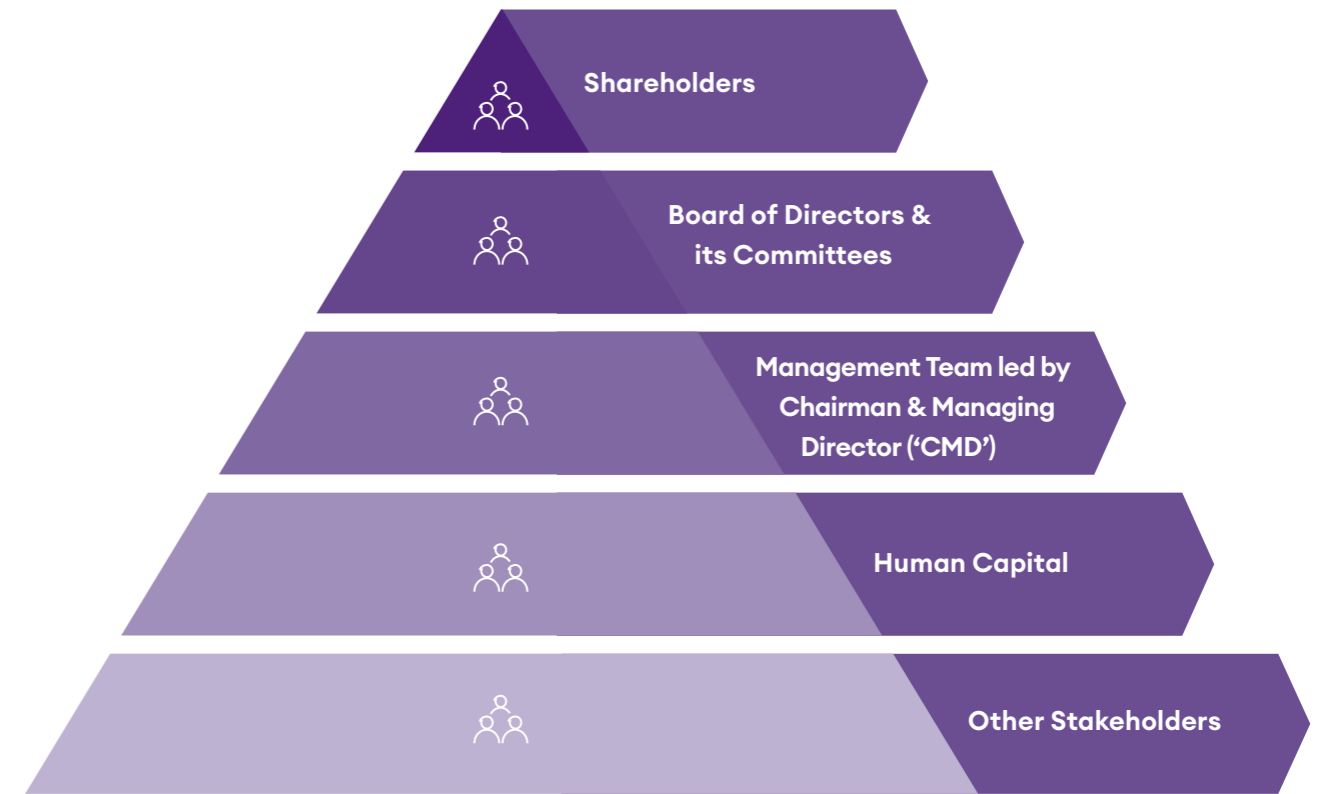 Shareholders
Board of Directors &
its Committees
Management Team led by
Chairman & Managing
Director (‘CMD’)
Human Capital
Other Stakeholders